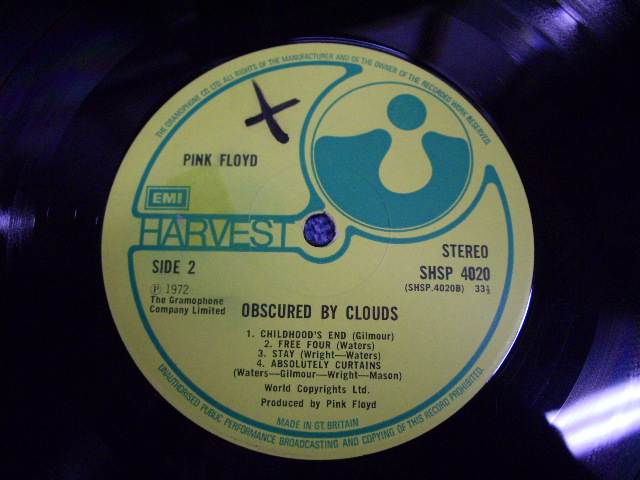 THE GRAMOPHONE CO. LTD. ALL RIGHTS OF THE MANUFACTURER AND OF THE OWNER OF THE RECORDED WORK RESERVED.
PINK FLOYD
EMI
HARVEST
SIDE 2
STEREO
SHSP 4020
(SHSP.4020B) 33⅓
Ⓟ 1972
The Gramophone
Company Limited
OBSCURED BY CLOUDS
1. CHILDHOOD'S END (Gilmour)
2. FREE FOUR (Waters)
3. STAY (Wright—Waters)
4. ABSOLUTELY CURTAINS
(Waters—Gilmour—Wright—Mason)
World Copyrights Ltd.
Produced by Pink Floyd
MADE IN GT. BRITAIN
UNAUTHORISED PUBLIC PERFORMANCE BROADCASTING AND COPYING OF THIS RECORD PROHIBITED.